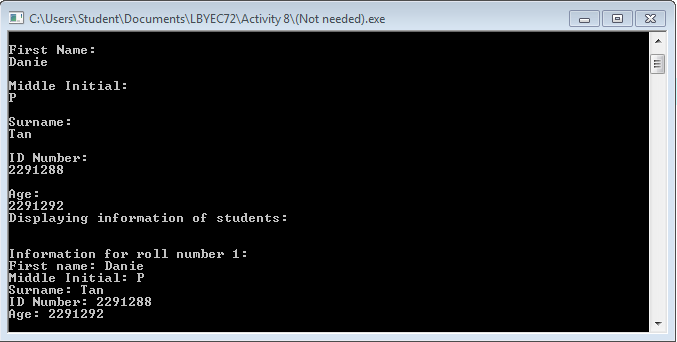 C:\Users\Student\Documents\LBYEC72\Activity 8\(Not needed).exe
First Name:
Danie
Middle Initial:
P
Surname:
Tan
ID Number:
2291288
Age:
2291292
Displaying information of students:
Information for roll number 1:
First name: Danie
Middle Initial: P
Surname: Tan
ID Number: 2291288
Age: 2291292